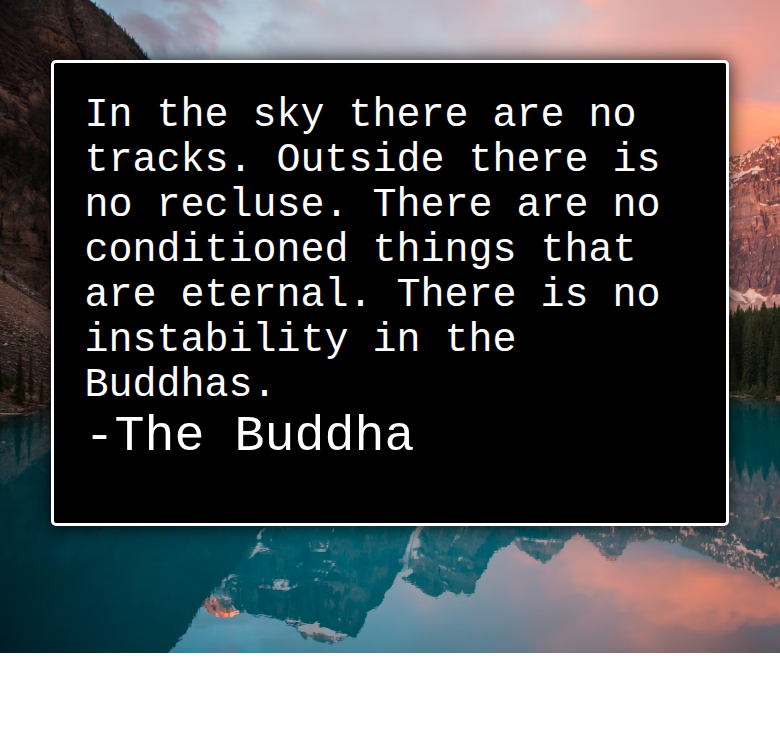 In the sky there are no
tracks. Outside there is
no recluse. There are no
conditioned things that
are eternal. There is no
instability in the
Buddhas.
-The Buddha